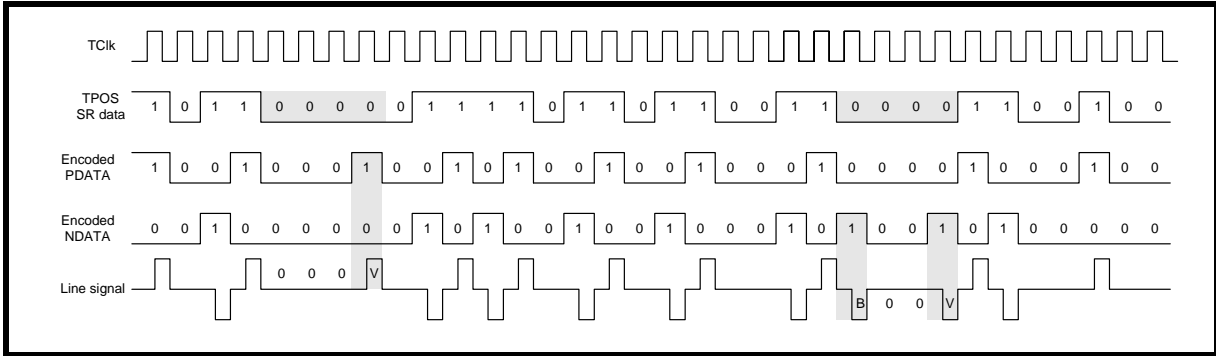 TClk
TPOS
SR data
1 0 1 1 0 0 0 0 0 1 1 1 1 0 1 1 0 1 1 0 0 1 1 0 0 0 0 1 1 0 0 1 0 0
Encoded
PDATA
1 0 0 1 0 0 0 1 0 0 1 0 1 0 0 1 0 0 1 0 0 0 1 0 0 0 0 1 0 0 0 1 0 0
Encoded
NDATA
0 0 1 0 0 0 0 0 0 1 0 1 0 0 1 0 0 1 0 0 0 1 0 1 0 0 1 0 1 0 0 0 0 0
Line signal
0 0 0 V
B 0 0 V